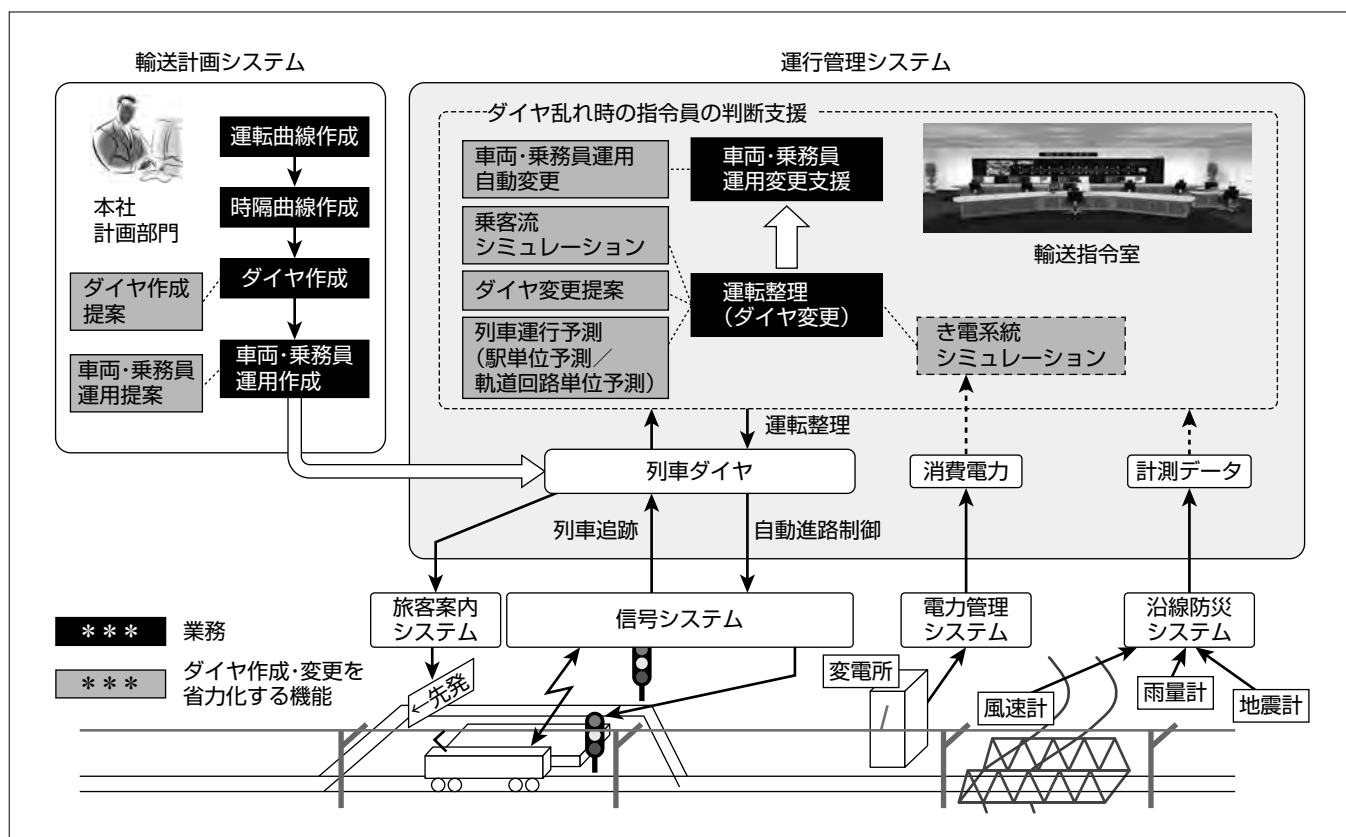 輸送計画システム
本社
計画部門
運転曲線作成
時隔曲線作成
ダイヤ作成
ダイヤ作成
提案
車両・乗務員
運用作成
車両・乗務員
運用提案
運行管理システム
ダイヤ乱れ時の指令員の判断支援
車両・乗務員運用
自動変更
車両・乗務員
運用変更支援
乗客流
シミュレーション
ダイヤ変更提案
運転整理
（ダイヤ変更）
列車運行予測
（駅単位予測／
軌道回路単位予測）
輸送指令室
き電系統
シミュレーション
運転整理
列車ダイヤ
消費電力
計測データ
列車追跡
自動進路制御
旅客案内
システム
信号システム
電力管理
システム
沿線防災
システム
＊＊＊
業務
＊＊＊
ダイヤ作成・変更を
省力化する機能
←先発
変電所
風速計
雨量計
地震計